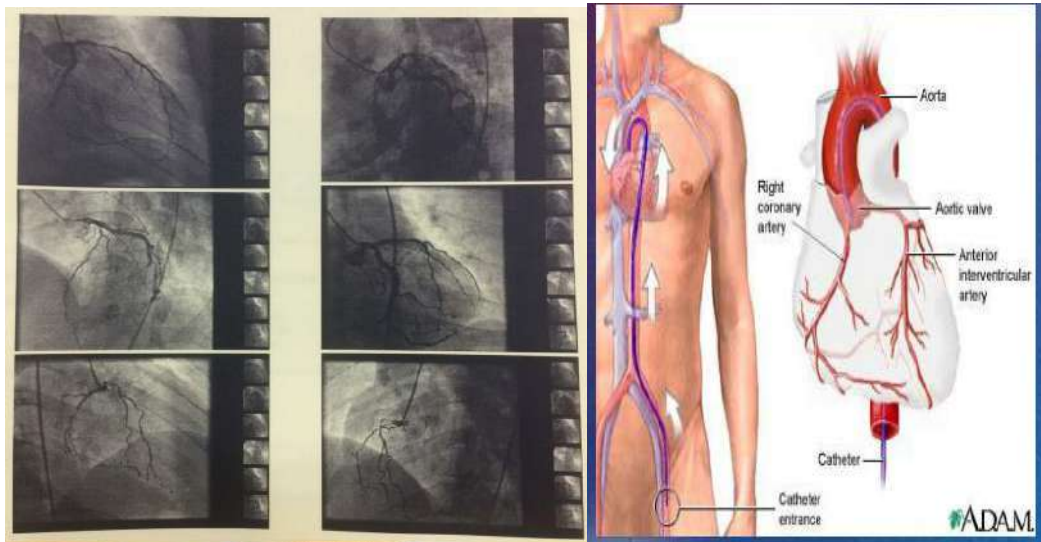 Aorta
Right
coronary
artery
Aortic valve
Anterior
interventricular
artery
Catheter
Catheter
entrance
A.D.A.M.